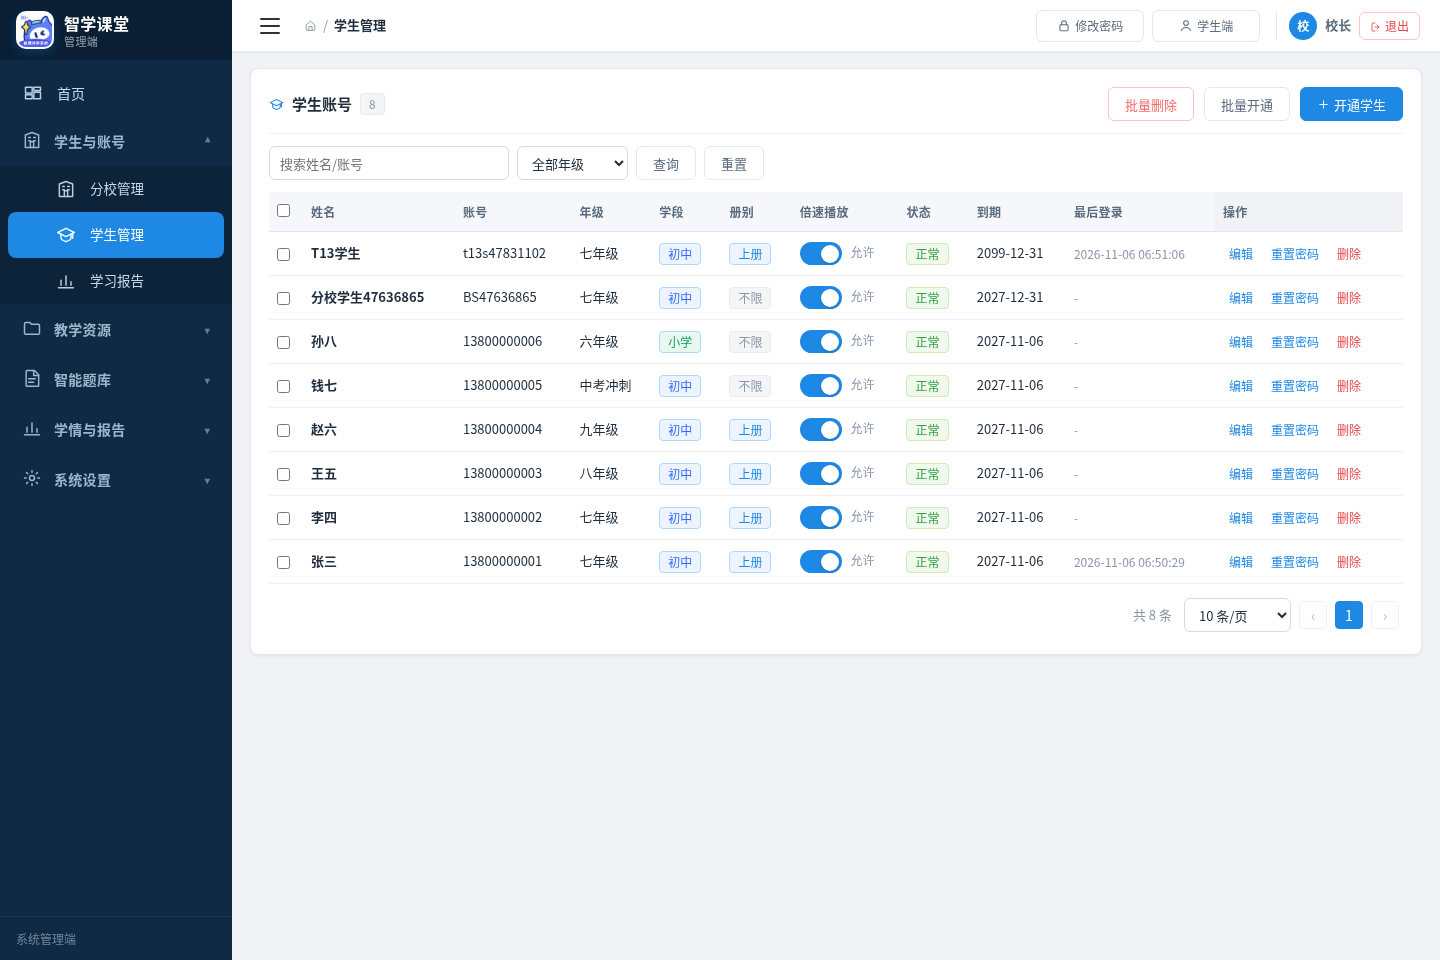 智学课堂
管理端
首页
学生与账号
分校管理
学生管理
学习报告
教学资源
智能题库
学情与报告
系统设置
系统管理端
/ 学生管理
修改密码 学生端 校 校长 退出
学生账号 8 批量删除 批量开通 + 开通学生
搜索姓名/账号 全部年级 查询 重置
姓名 账号 年级 学段 册别 倍速播放 状态 到期 最后登录 操作
T13学生 t13s47831102 七年级 初中 上册 允许 正常 2099-12-31 2026-11-06 06:51:06 编辑 重置密码 删除
分校学生47636865 BS47636865 七年级 初中 不限 允许 正常 2027-12-31 - 编辑 重置密码 删除
孙八 13800000006 六年级 小学 不限 允许 正常 2027-11-06 - 编辑 重置密码 删除
钱七 13800000005 中考冲刺 初中 不限 允许 正常 2027-11-06 - 编辑 重置密码 删除
赵六 13800000004 九年级 初中 上册 允许 正常 2027-11-06 - 编辑 重置密码 删除
王五 13800000003 八年级 初中 上册 允许 正常 2027-11-06 - 编辑 重置密码 删除
李四 13800000002 七年级 初中 上册 允许 正常 2027-11-06 - 编辑 重置密码 删除
张三 13800000001 七年级 初中 上册 允许 正常 2027-11-06 2026-11-06 06:50:29 编辑 重置密码 删除
共 8 条 10 条/页 ‹ 1 ›